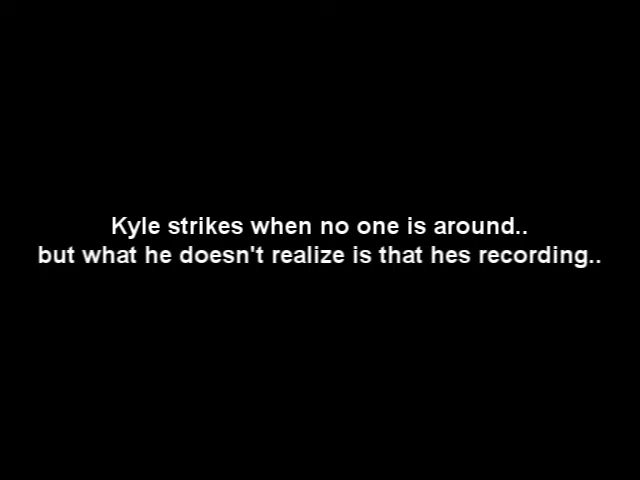 Kyle strikes when no one is around..
but what he doesn't realize is that hes recording..